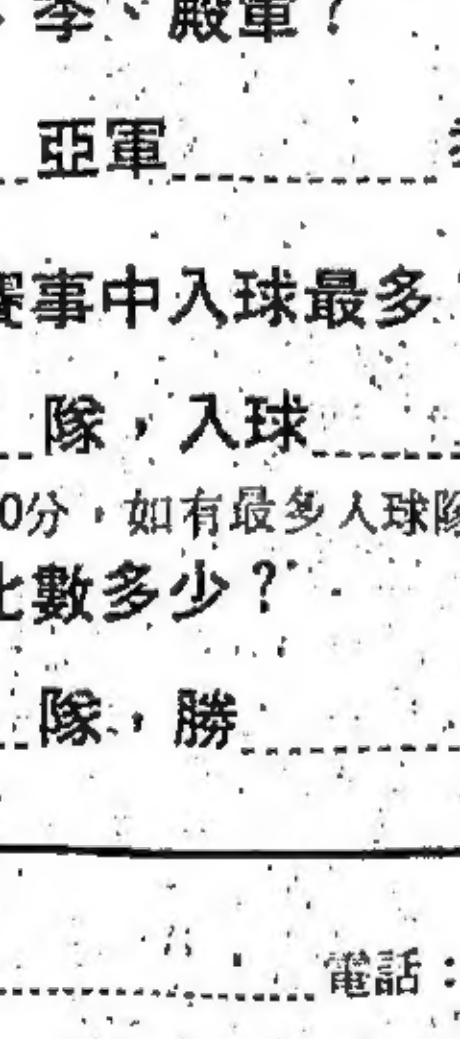 、季、殿軍?
亞軍
賽事中入球最多
隊，入球
0分，如有最多入球隊
比數多少?
隊，勝
電話：